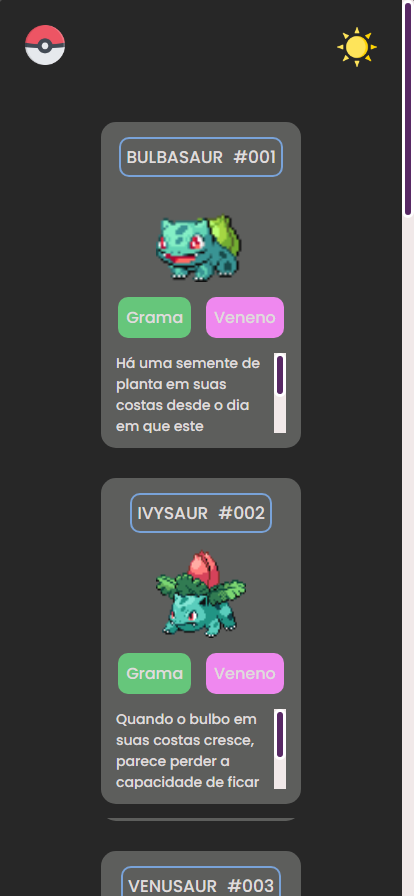 BULBASAUR #001
Grama Veneno
Há uma semente de
planta em suas
costas desde o dia
em que este
IVYSAUR #002
Grama Veneno
Quando o bulbo em
suas costas cresce,
parece perder a
capacidade de ficar
VENUSAUR #003